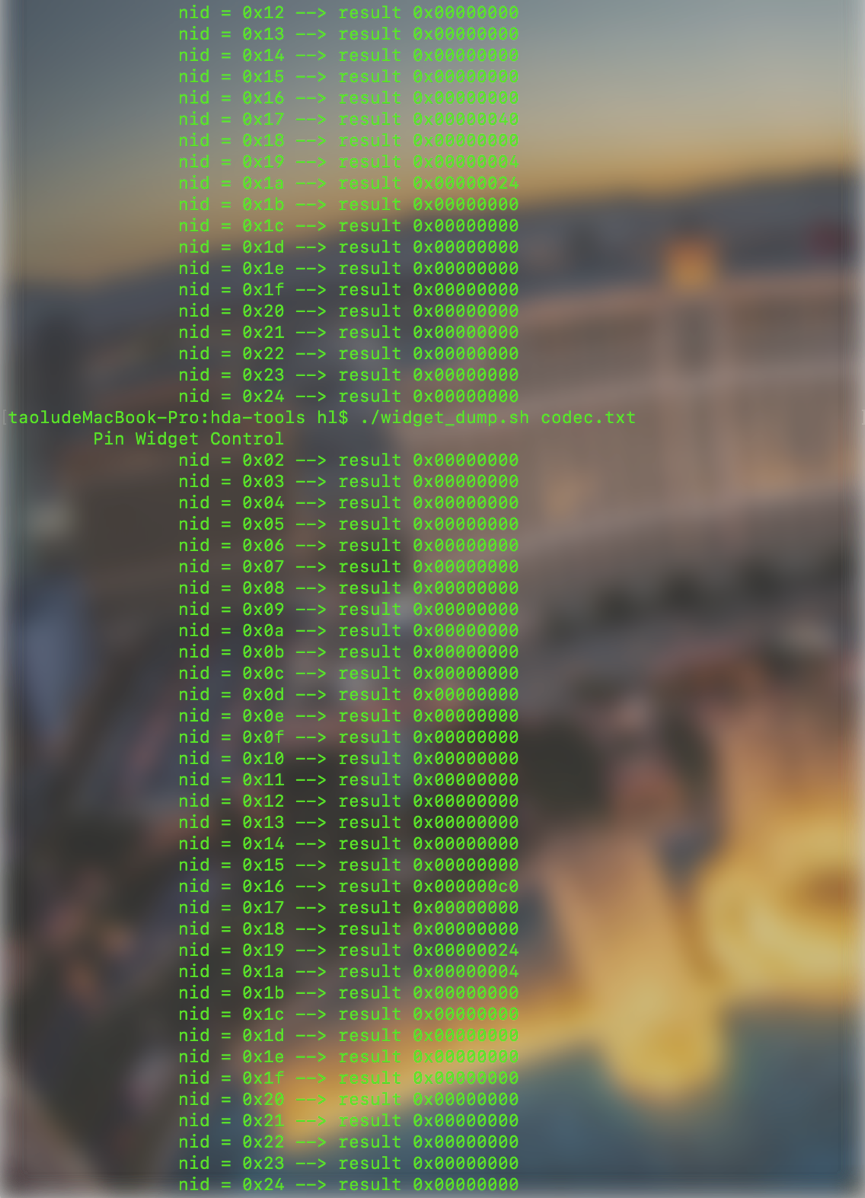 nid = 0x12 --> result 0x00000000
nid = 0x13 --> result 0x00000000
nid = 0x14 --> result 0x00000000
nid = 0x15 --> result 0x00000000
nid = 0x16 --> result 0x00000000
nid = 0x17 --> result 0x00000040
nid = 0x18 --> result 0x00000000
nid = 0x19 --> result 0x00000004
nid = 0x1a --> result 0x00000024
nid = 0x1b --> result 0x00000000
nid = 0x1c --> result 0x00000000
nid = 0x1d --> result 0x00000000
nid = 0x1e --> result 0x00000000
nid = 0x1f --> result 0x00000000
nid = 0x20 --> result 0x00000000
nid = 0x21 --> result 0x00000000
nid = 0x22 --> result 0x00000000
nid = 0x23 --> result 0x00000000
nid = 0x24 --> result 0x00000000
[taoludeMacBook-Pro:hda-tools hl$ ./widget_dump.sh codec.txt
Pin Widget Control
nid = 0x02 --> result 0x00000000
nid = 0x03 --> result 0x00000000
nid = 0x04 --> result 0x00000000
nid = 0x05 --> result 0x00000000
nid = 0x06 --> result 0x00000000
nid = 0x07 --> result 0x00000000
nid = 0x08 --> result 0x00000000
nid = 0x09 --> result 0x00000000
nid = 0x0a --> result 0x00000000
nid = 0x0b --> result 0x00000000
nid = 0x0c --> result 0x00000000
nid = 0x0d --> result 0x00000000
nid = 0x0e --> result 0x00000000
nid = 0x0f --> result 0x00000000
nid = 0x10 --> result 0x00000000
nid = 0x11 --> result 0x00000000
nid = 0x12 --> result 0x00000000
nid = 0x13 --> result 0x00000000
nid = 0x14 --> result 0x00000000
nid = 0x15 --> result 0x00000000
nid = 0x16 --> result 0x000000c0
nid = 0x17 --> result 0x00000000
nid = 0x18 --> result 0x00000000
nid = 0x19 --> result 0x00000024
nid = 0x1a --> result 0x00000004
nid = 0x1b --> result 0x00000000
nid = 0x1c --> result 0x00000000
nid = 0x1d --> result 0x00000000
nid = 0x1e --> result 0x00000000
nid = 0x1f --> result 0x00000000
nid = 0x20 --> result 0x00000000
nid = 0x21 --> result 0x00000000
nid = 0x22 --> result 0x00000000
nid = 0x23 --> result 0x00000000
nid = 0x24 --> result 0x00000000